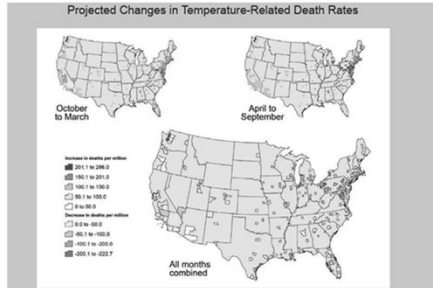 Projected Changes in Temperature-Related Death Rates
October
to March
April to
September
Increase in deaths per million
201.1 to 286.0
150.1 to 201.0
100.1 to 150.0
50.1 to 100.0
0 to 50.0
Decrease in deaths per million
0.0 to -50.0
-50.1 to -100.0
-100.1 to -200.0
-200.1 to -222.7
All months
combined